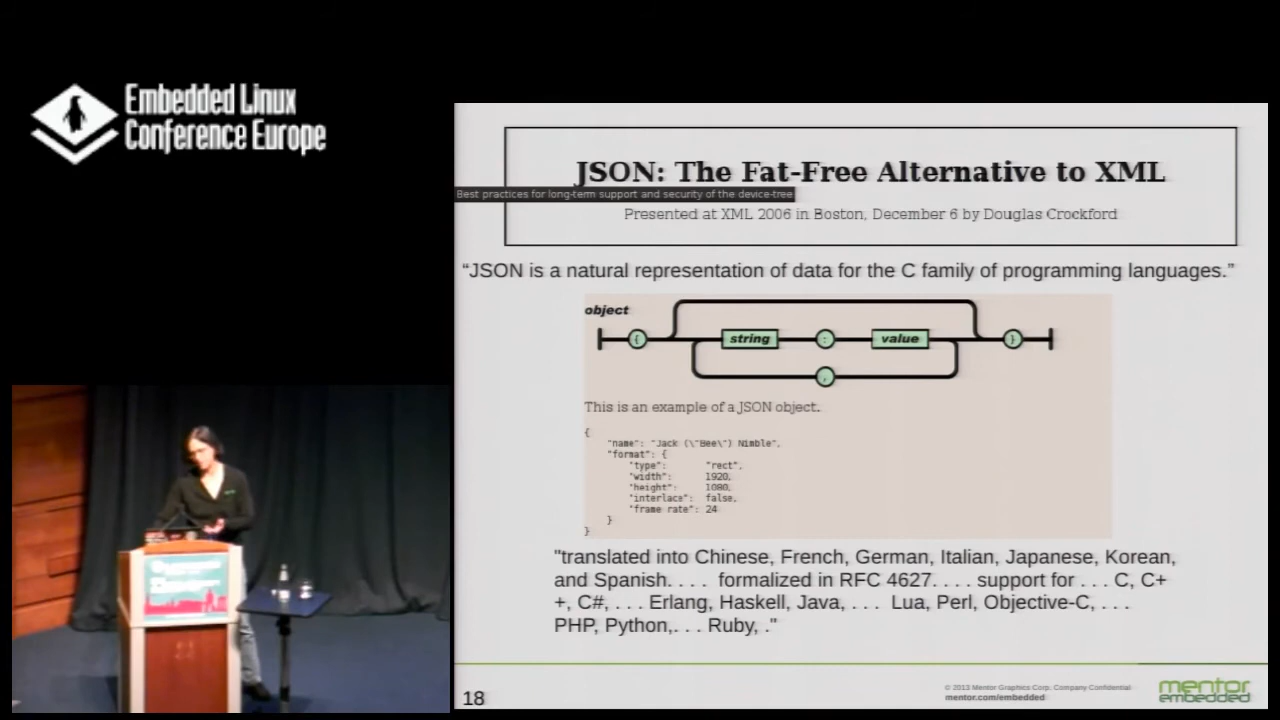 Embedded Linux
Conference Europe
JSON: The Fat-Free Alternative to XML
Best practices for long-term support and security of the device-tree
Presented at XML 2006 in Boston, December 6 by Douglas Crockford
“JSON is a natural representation of data for the C family of programming languages.”
object
{ string : value }
,
This is an example of a JSON object.
{
"name": "Jack (\"Bee\") Nimble",
"format": {
"type": "rect",
"width": 1920,
"height": 1080,
"interlace": false,
"frame rate": 24
}
}
"translated into Chinese, French, German, Italian, Japanese, Korean,
and Spanish. . . . formalized in RFC 4627. . . . support for . . . C, C+
+, C#, . . . Erlang, Haskell, Java, . . . Lua, Perl, Objective-C, . . .
PHP, Python,. . . Ruby, ."
18
© 2013 Mentor Graphics Corp. Company Confidential
mentor.com/embedded
mentor
embedded